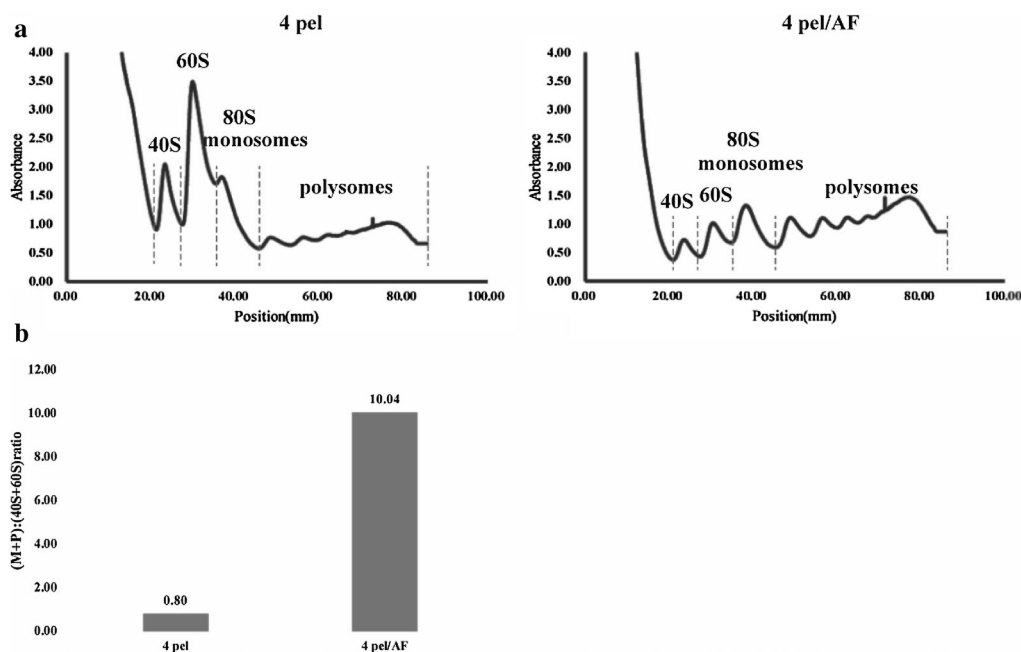 a
4 pel
4 pel/AF
Absorbance
4.00
3.50
3.00
2.50
2.00
1.50
1.00
0.50
0.00
40S
60S
80S
monosomes
polysomes
0.00 20.00 40.00 60.00 80.00 100.00
Position(mm)
Absorbance
4.00
3.50
3.00
2.50
2.00
1.50
1.00
0.50
0.00
40S
60S
80S
monosomes
polysomes
0.00 20.00 40.00 60.00 80.00 100.00
Position(mm)
b
(M+P):(40S+60S)ratio
12.00
10.00
8.00
6.00
4.00
2.00
0.00
0.80
10.04
4 pel
4 pel/AF